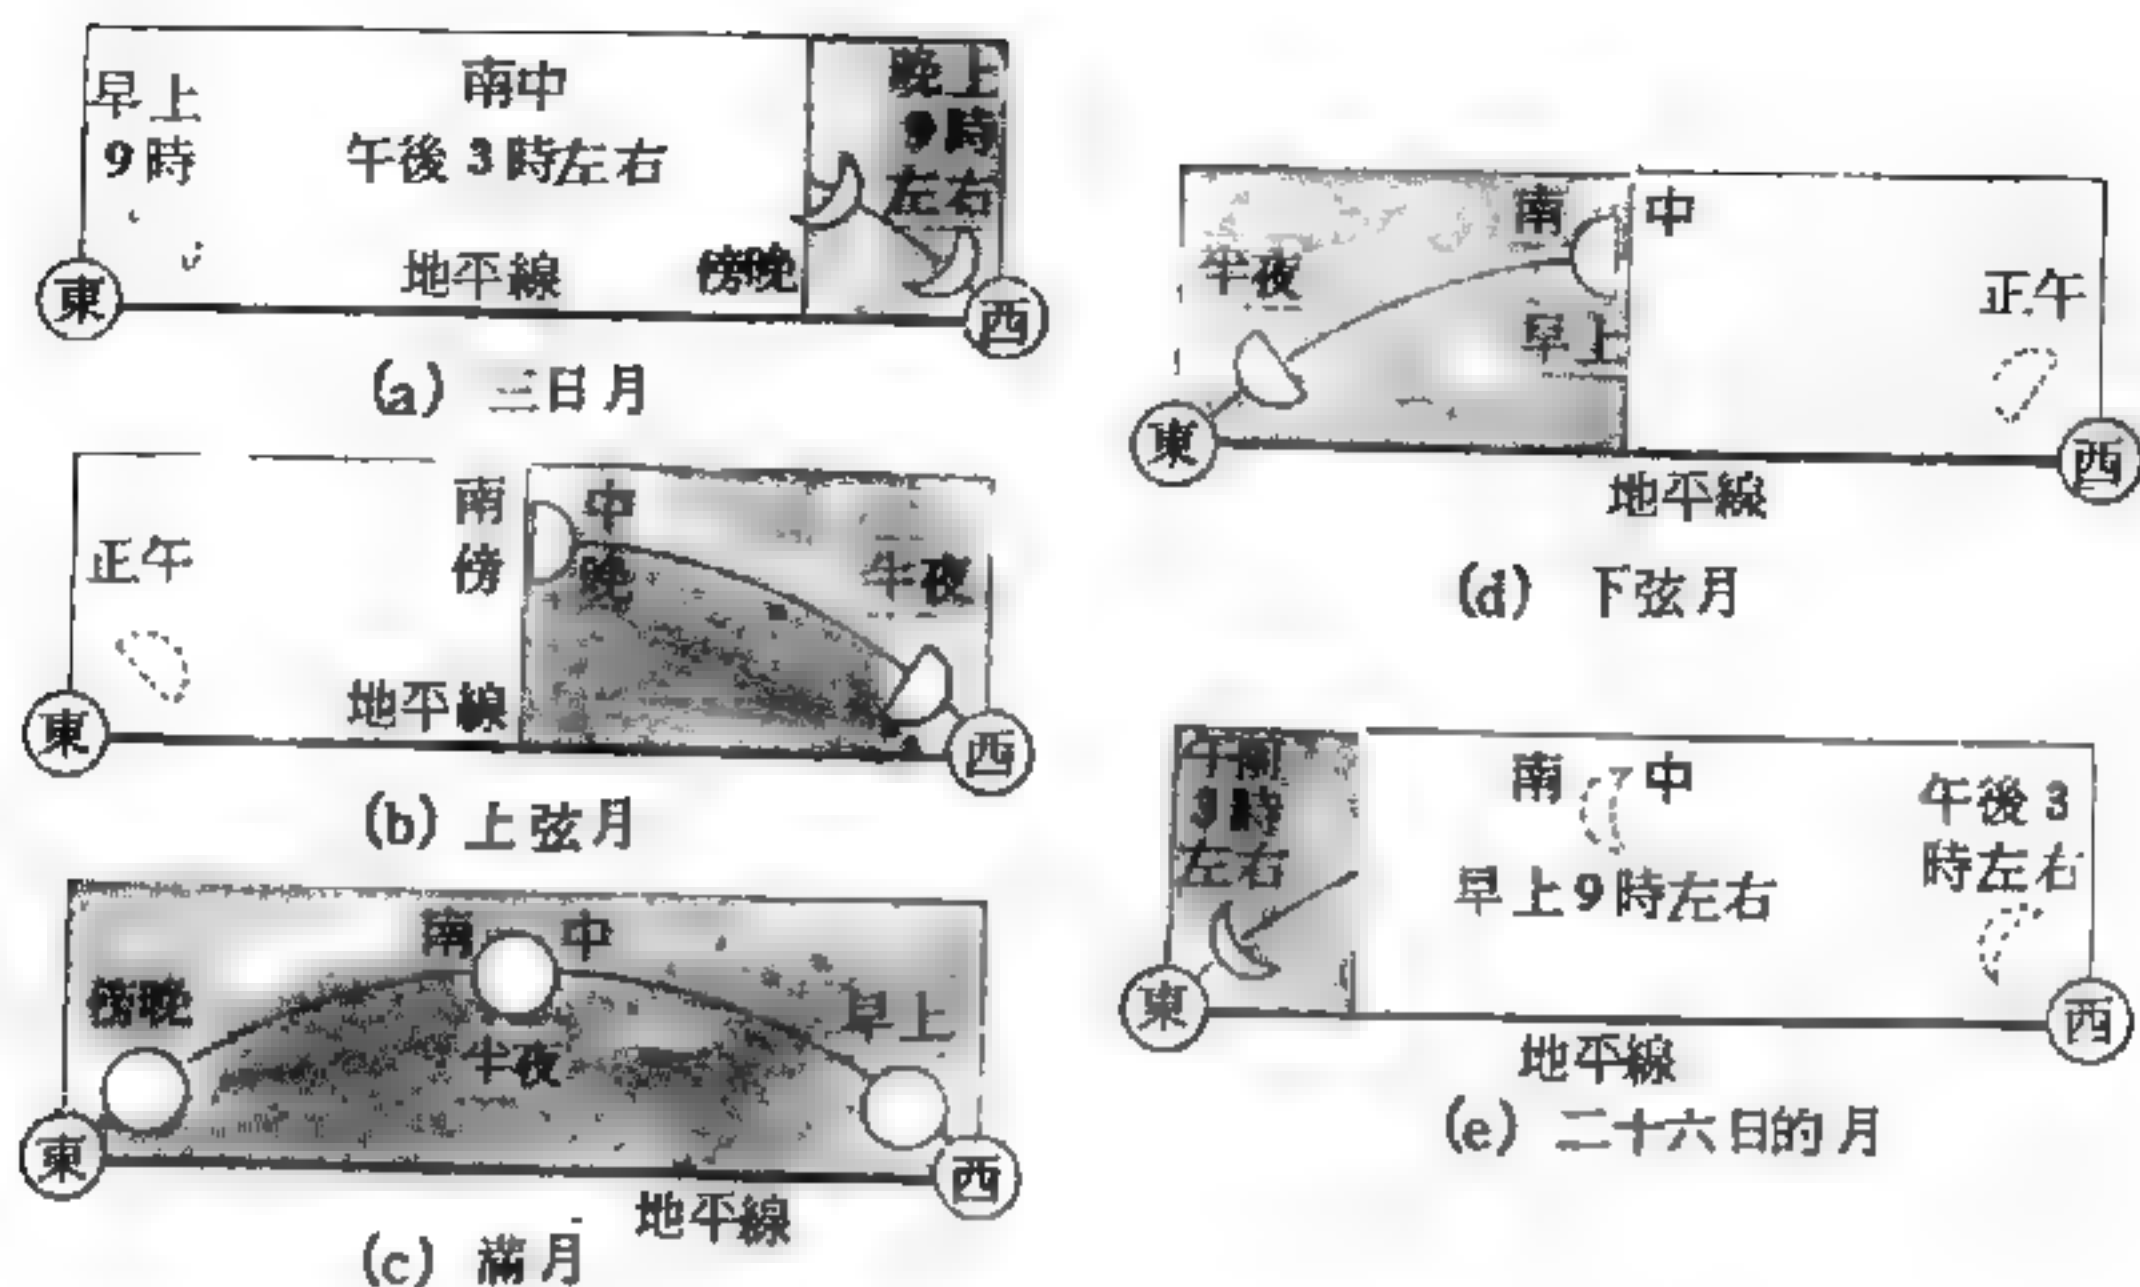 早上
9時
南中
午後3時左右
晚上
9時
左右
地平線
傍晚
東
西
(a) 三日月
正午
南中
傍晚
半夜
地平線
東
西
(b) 上弦月
傍晚
南中
半夜
早上
東
西
地平線
(c) 滿月
半夜
南中
早上
正午
東
西
地平線
(d) 下弦月
午前
3時
左右
南中
早上9時左右
午後3
時左右
東
西
地平線
(e) 二十六日的月